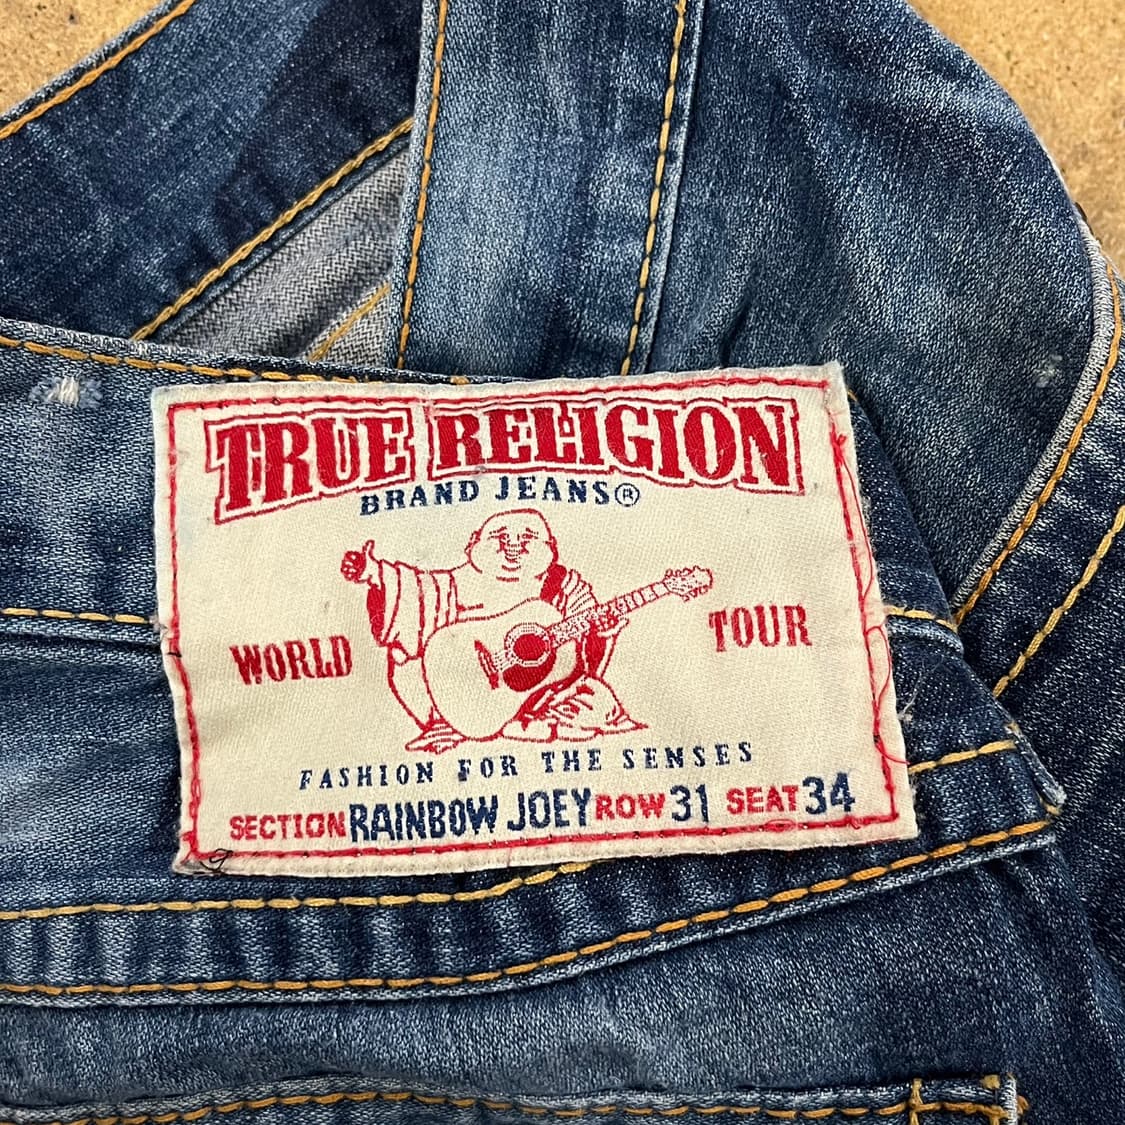 TRUE RELIGION
BRAND JEANS®
WORLD TOUR
FASHION FOR THE SENSES
SECTION RAINBOW JOEY ROW 31 SEAT 34